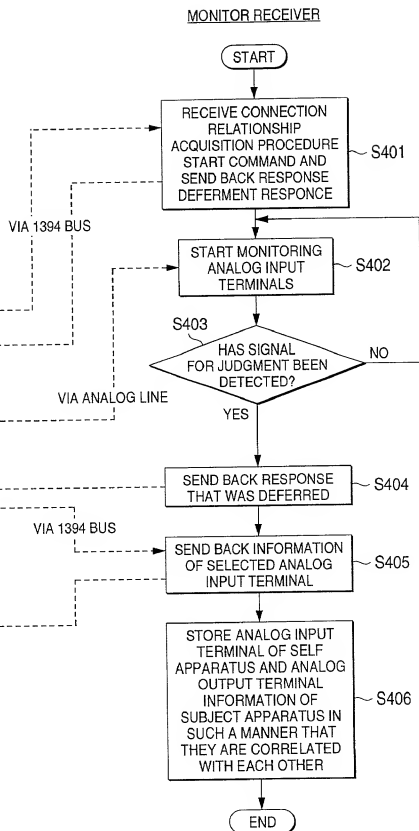 MONITOR RECEIVER
START
RECEIVE CONNECTION
RELATIONSHIP
ACQUISITION PROCEDURE
START COMMAND AND
SEND BACK RESPONSE
DEFERMENT RESPONCE
S401
VIA 1394 BUS
START MONITORING
ANALOG INPUT
TERMINALS
S402
S403
HAS SIGNAL
FOR JUDGMENT BEEN
DETECTED?
NO
VIA ANALOG LINE
YES
SEND BACK RESPONSE
THAT WAS DEFERRED
S404
VIA 1394 BUS
SEND BACK INFORMATION
OF SELECTED ANALOG
INPUT TERMINAL
S405
STORE ANALOG INPUT
TERMINAL OF SELF
APPARATUS AND ANALOG
OUTPUT TERMINAL
INFORMATION OF
SUBJECT APPARATUS IN
SUCH A MANNER THAT
THEY ARE CORRELATED
WITH EACH OTHER
S406
END